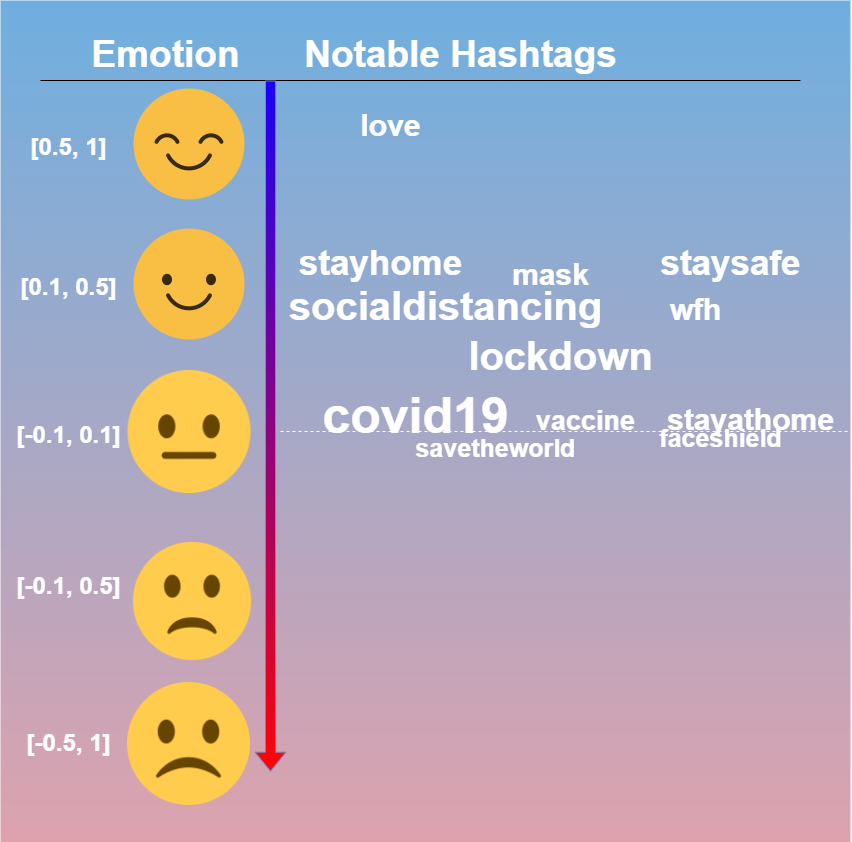 Emotion Notable Hashtags
[0.5, 1] love
[0.1, 0.5] stayhome mask staysafe
socialdistancing wfh
lockdown
[-0.1, 0.1] covid19 vaccine stayathome
savetheworld faceshield
[-0.1, 0.5]
[-0.5, 1]